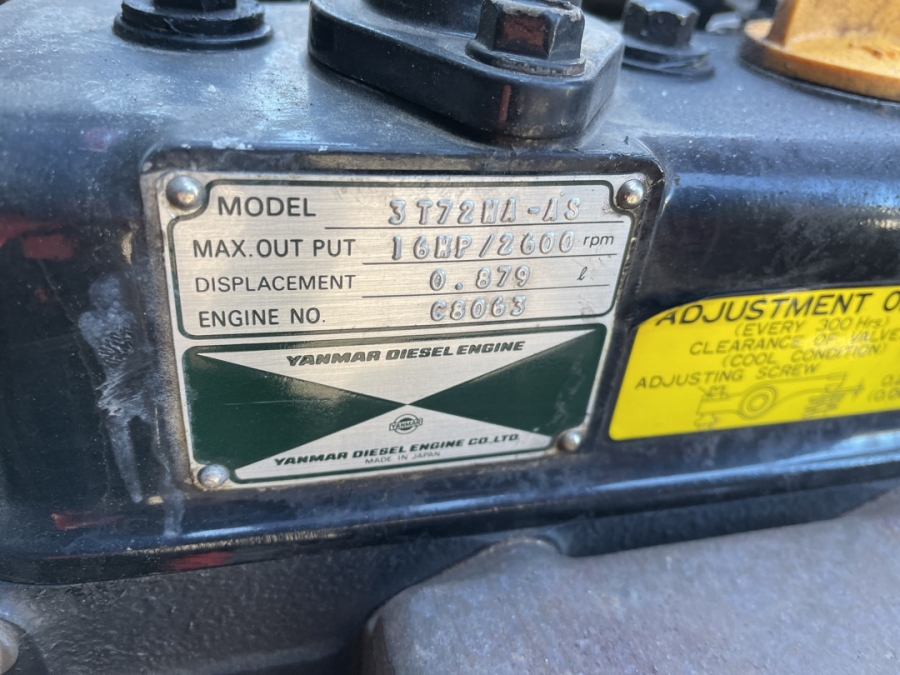 MODEL 3T72HA-AS
MAX.OUT PUT 16HP/2600 rpm
DISPLACEMENT 0.879 ℓ
ENGINE NO. C8063
YANMAR DIESEL ENGINE
YANMAR
YANMAR DIESEL ENGINE CO.,LTD.
MADE IN JAPAN
ADJUSTMENT O
(EVERY 300 Hrs.)
CLEARANCE OF VALVE
(COOL CONDITION)
ADJUSTING SCREW